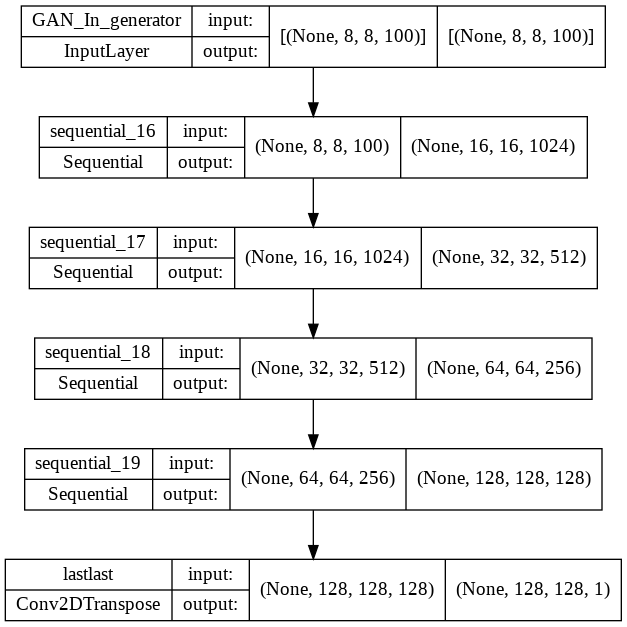 GAN_In_generator input: [(None, 8, 8, 100)] [(None, 8, 8, 100)]
InputLayer output:
sequential_16 input: (None, 8, 8, 100) (None, 16, 16, 1024)
Sequential output:
sequential_17 input: (None, 16, 16, 1024) (None, 32, 32, 512)
Sequential output:
sequential_18 input: (None, 32, 32, 512) (None, 64, 64, 256)
Sequential output:
sequential_19 input: (None, 64, 64, 256) (None, 128, 128, 128)
Sequential output:
lastlast input: (None, 128, 128, 128) (None, 128, 128, 1)
Conv2DTranspose output: